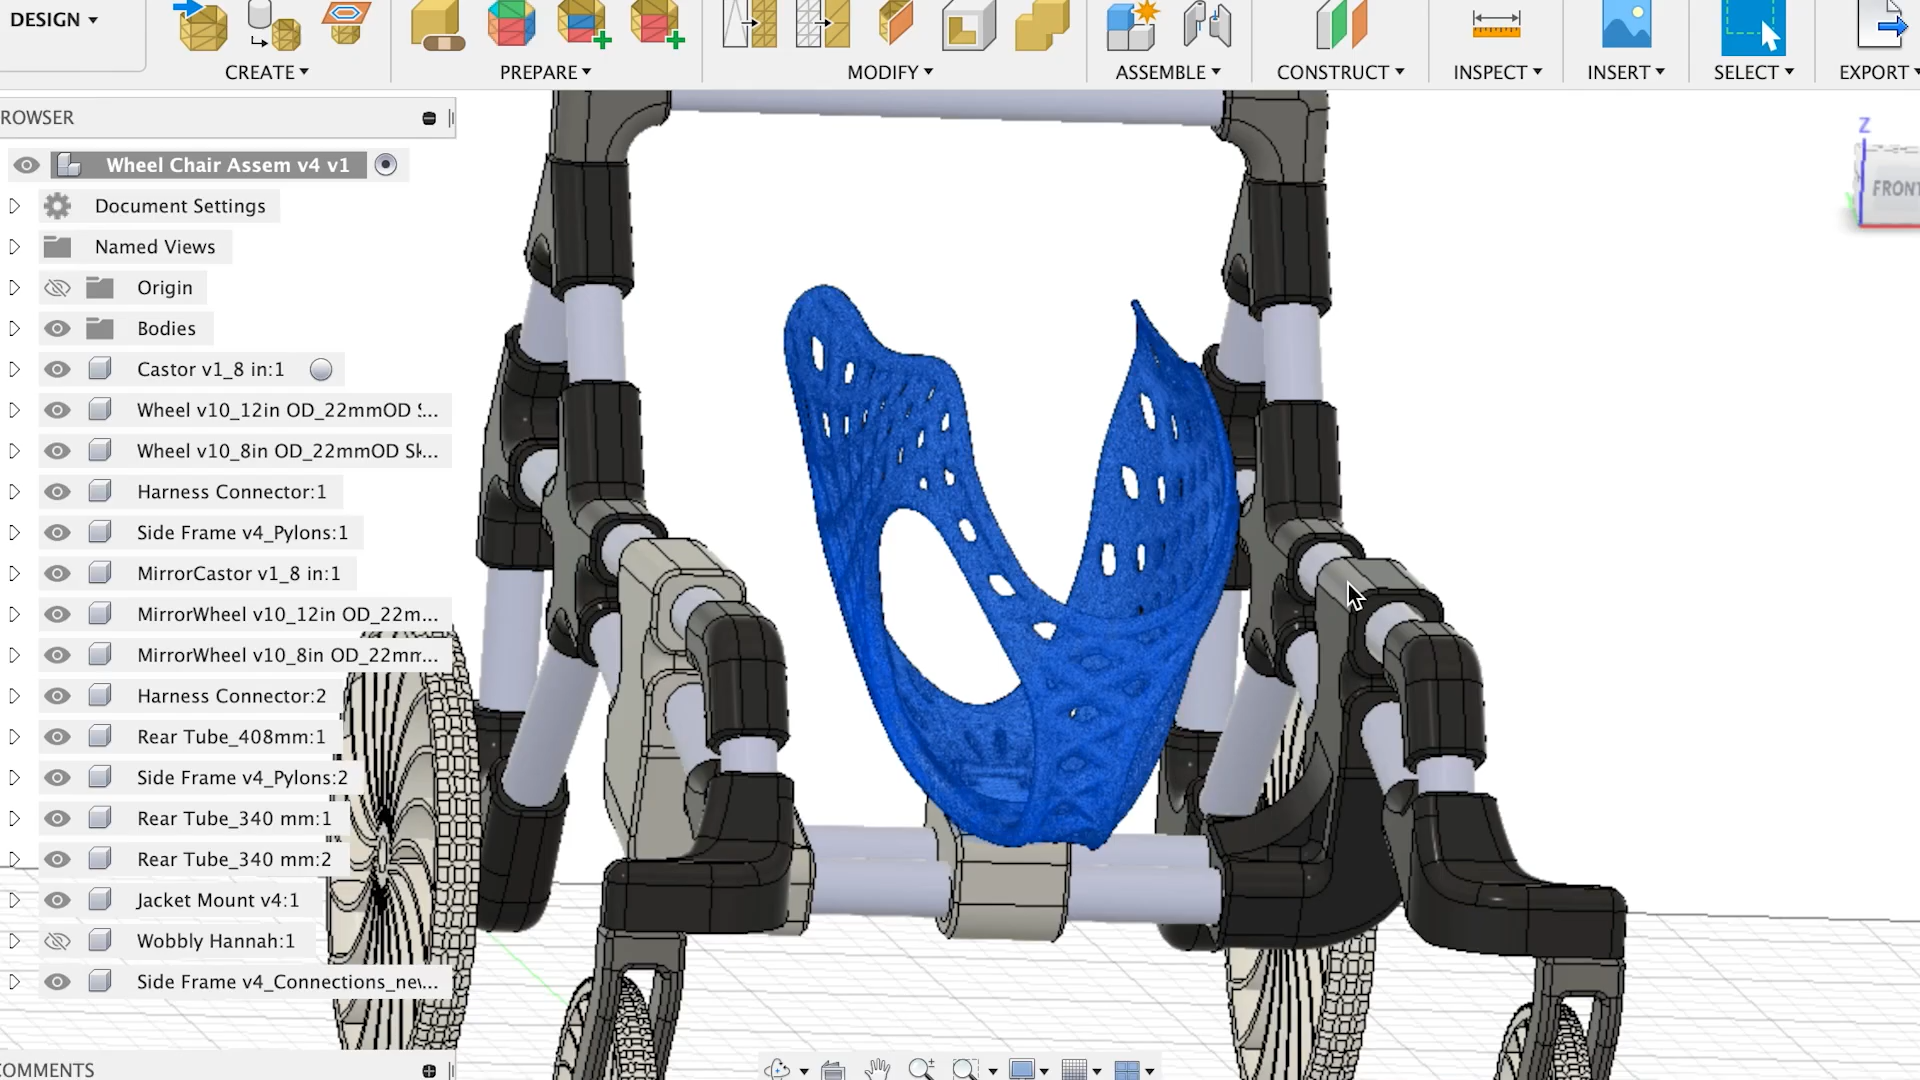 DESIGN
CREATE
PREPARE
MODIFY
ASSEMBLE
CONSTRUCT
INSPECT
INSERT
SELECT
EXPORT
ROWSER
Wheel Chair Assem v4 v1
Document Settings
Named Views
Origin
Bodies
Castor v1_8 in:1
Wheel v10_12in OD_22mmOD S...
Wheel v10_8in OD_22mmOD Sk...
Harness Connector:1
Side Frame v4_Pylons:1
MirrorCastor v1_8 in:1
MirrorWheel v10_12in OD_22m...
MirrorWheel v10_8in OD_22mm...
Harness Connector:2
Rear Tube_408mm:1
Side Frame v4_Pylons:2
Rear Tube_340 mm:1
Rear Tube_340 mm:2
Jacket Mount v4:1
Wobbly Hannah:1
Side Frame v4_Connections_new...
OMMENTS
Z
FRONT